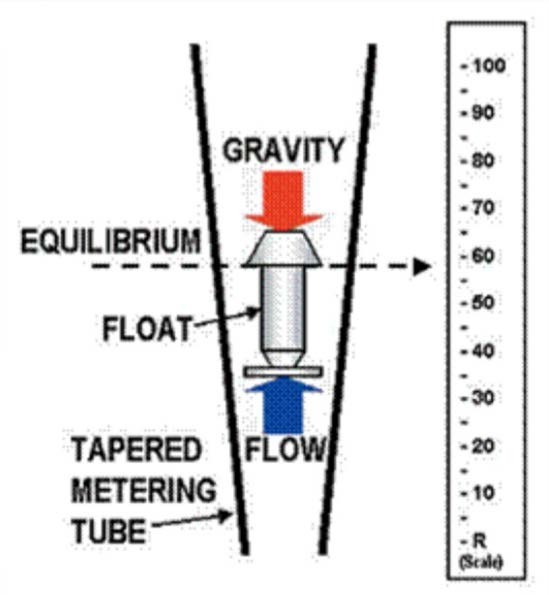 GRAVITY
EQUILIBRIUM
FLOAT
FLOW
TAPERED
METERING
TUBE
- 100
- 90
- 80
- 70
- 60
- 50
- 40
- 30
- 20
- 10
- R
(Scale)